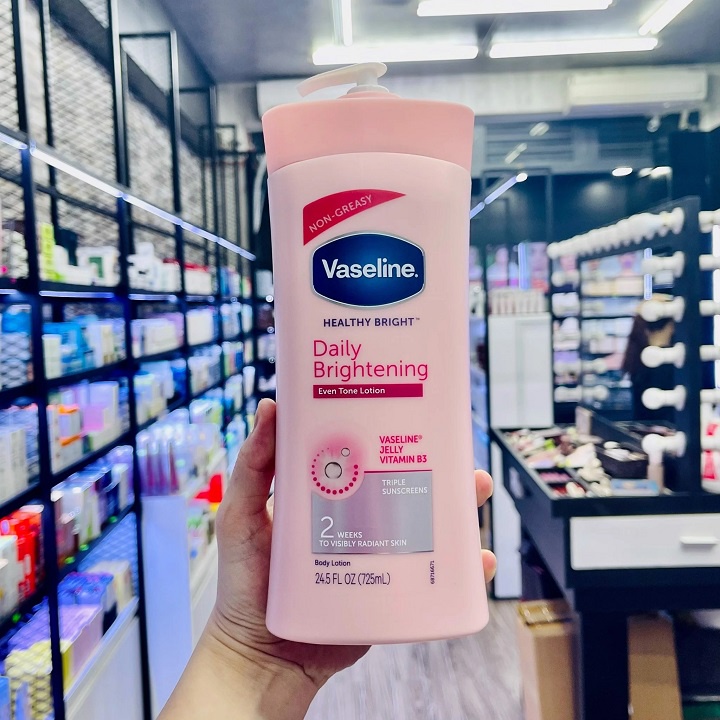 NON-GREASY
Vaseline.
HEALTHY BRIGHT™
Daily
Brightening
Even Tone Lotion
VASELINE®
JELLY
VITAMIN B3
TRIPLE
SUNSCREENS
2 WEEKS
TO VISIBLY RADIANT SKIN
Body Lotion
24.5 FL OZ (725mL)